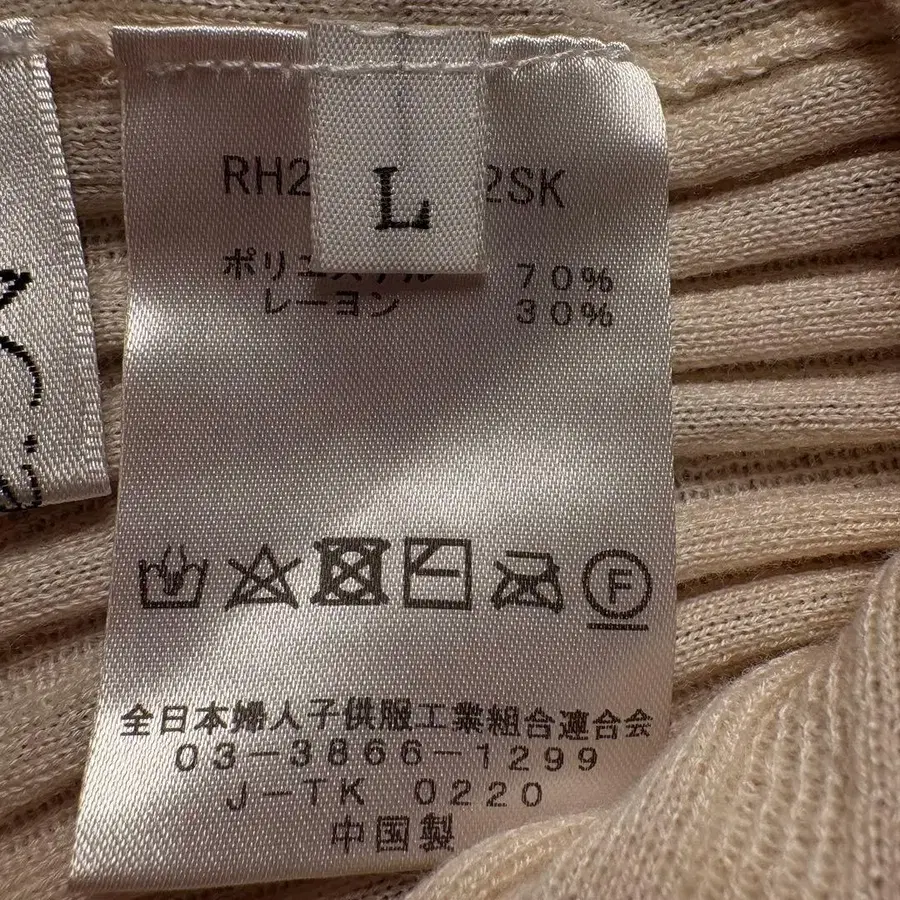 L
RH2 2SK
ポリエステル 70%
レーヨン 30%
F
全日本婦人子供服工業組合連合会
03-3866-1299
J-TK 0220
中国製